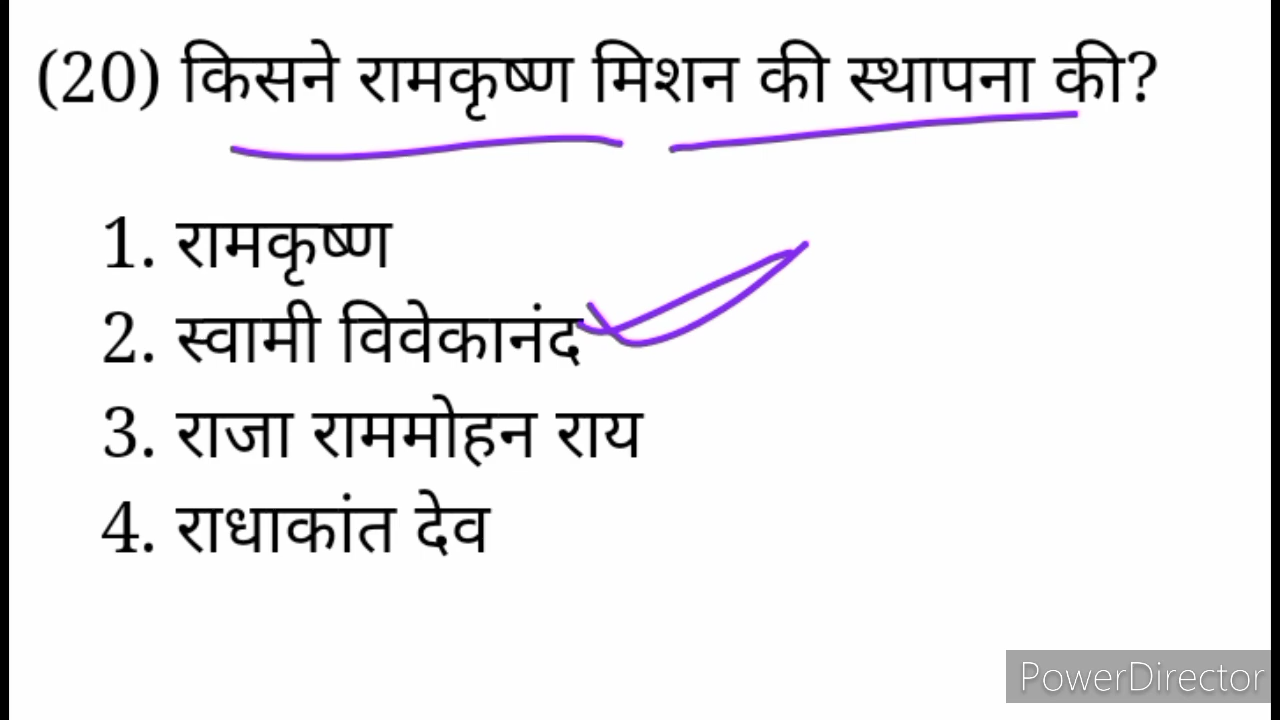 (20) किसने रामकृष्ण मिशन की स्थापना की?
1. रामकृष्ण
2. स्वामी विवेकानंद
3. राजा राममोहन राय
4. राधाकांत देव
PowerDirector